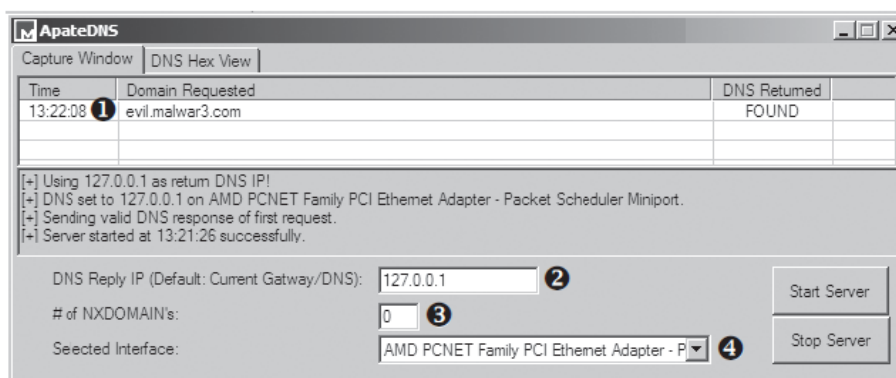 M ApateDNS
Capture Window DNS Hex View
Time Domain Requested DNS Returned
13:22:08 1 evil.malwar3.com FOUND
[+] Using 127.0.0.1 as return DNS IP!
[+] DNS set to 127.0.0.1 on AMD PCNET Family PCI Ethernet Adapter - Packet Scheduler Miniport.
[+] Sending valid DNS response of first request.
[+] Server started at 13:21:26 successfully.
DNS Reply IP (Default: Current Gatway/DNS): 127.0.0.1 2
Start Server
# of NXDOMAIN's: 0 3
Seected Interface: AMD PCNET Family PCI Ethernet Adapter - P 4
Stop Server